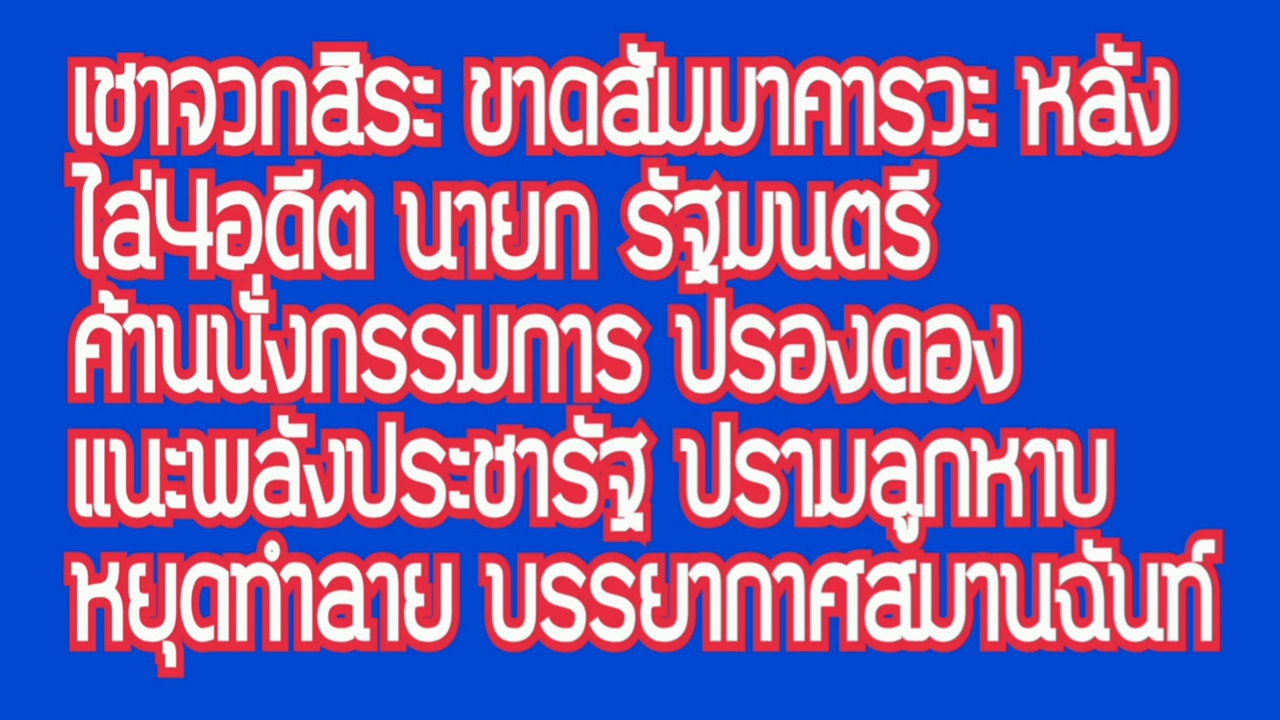 เชาจวกสิระ ขาดสัมมาคารวะ หลัง
ไล่4อดีต นายก รัฐมนตรี
ค้านนั่งกรรมการ ปรองดอง
แนะพลังประชารัฐ ปรามลูกหาบ
หยุดทำลาย บรรยากาศสมานฉันท์